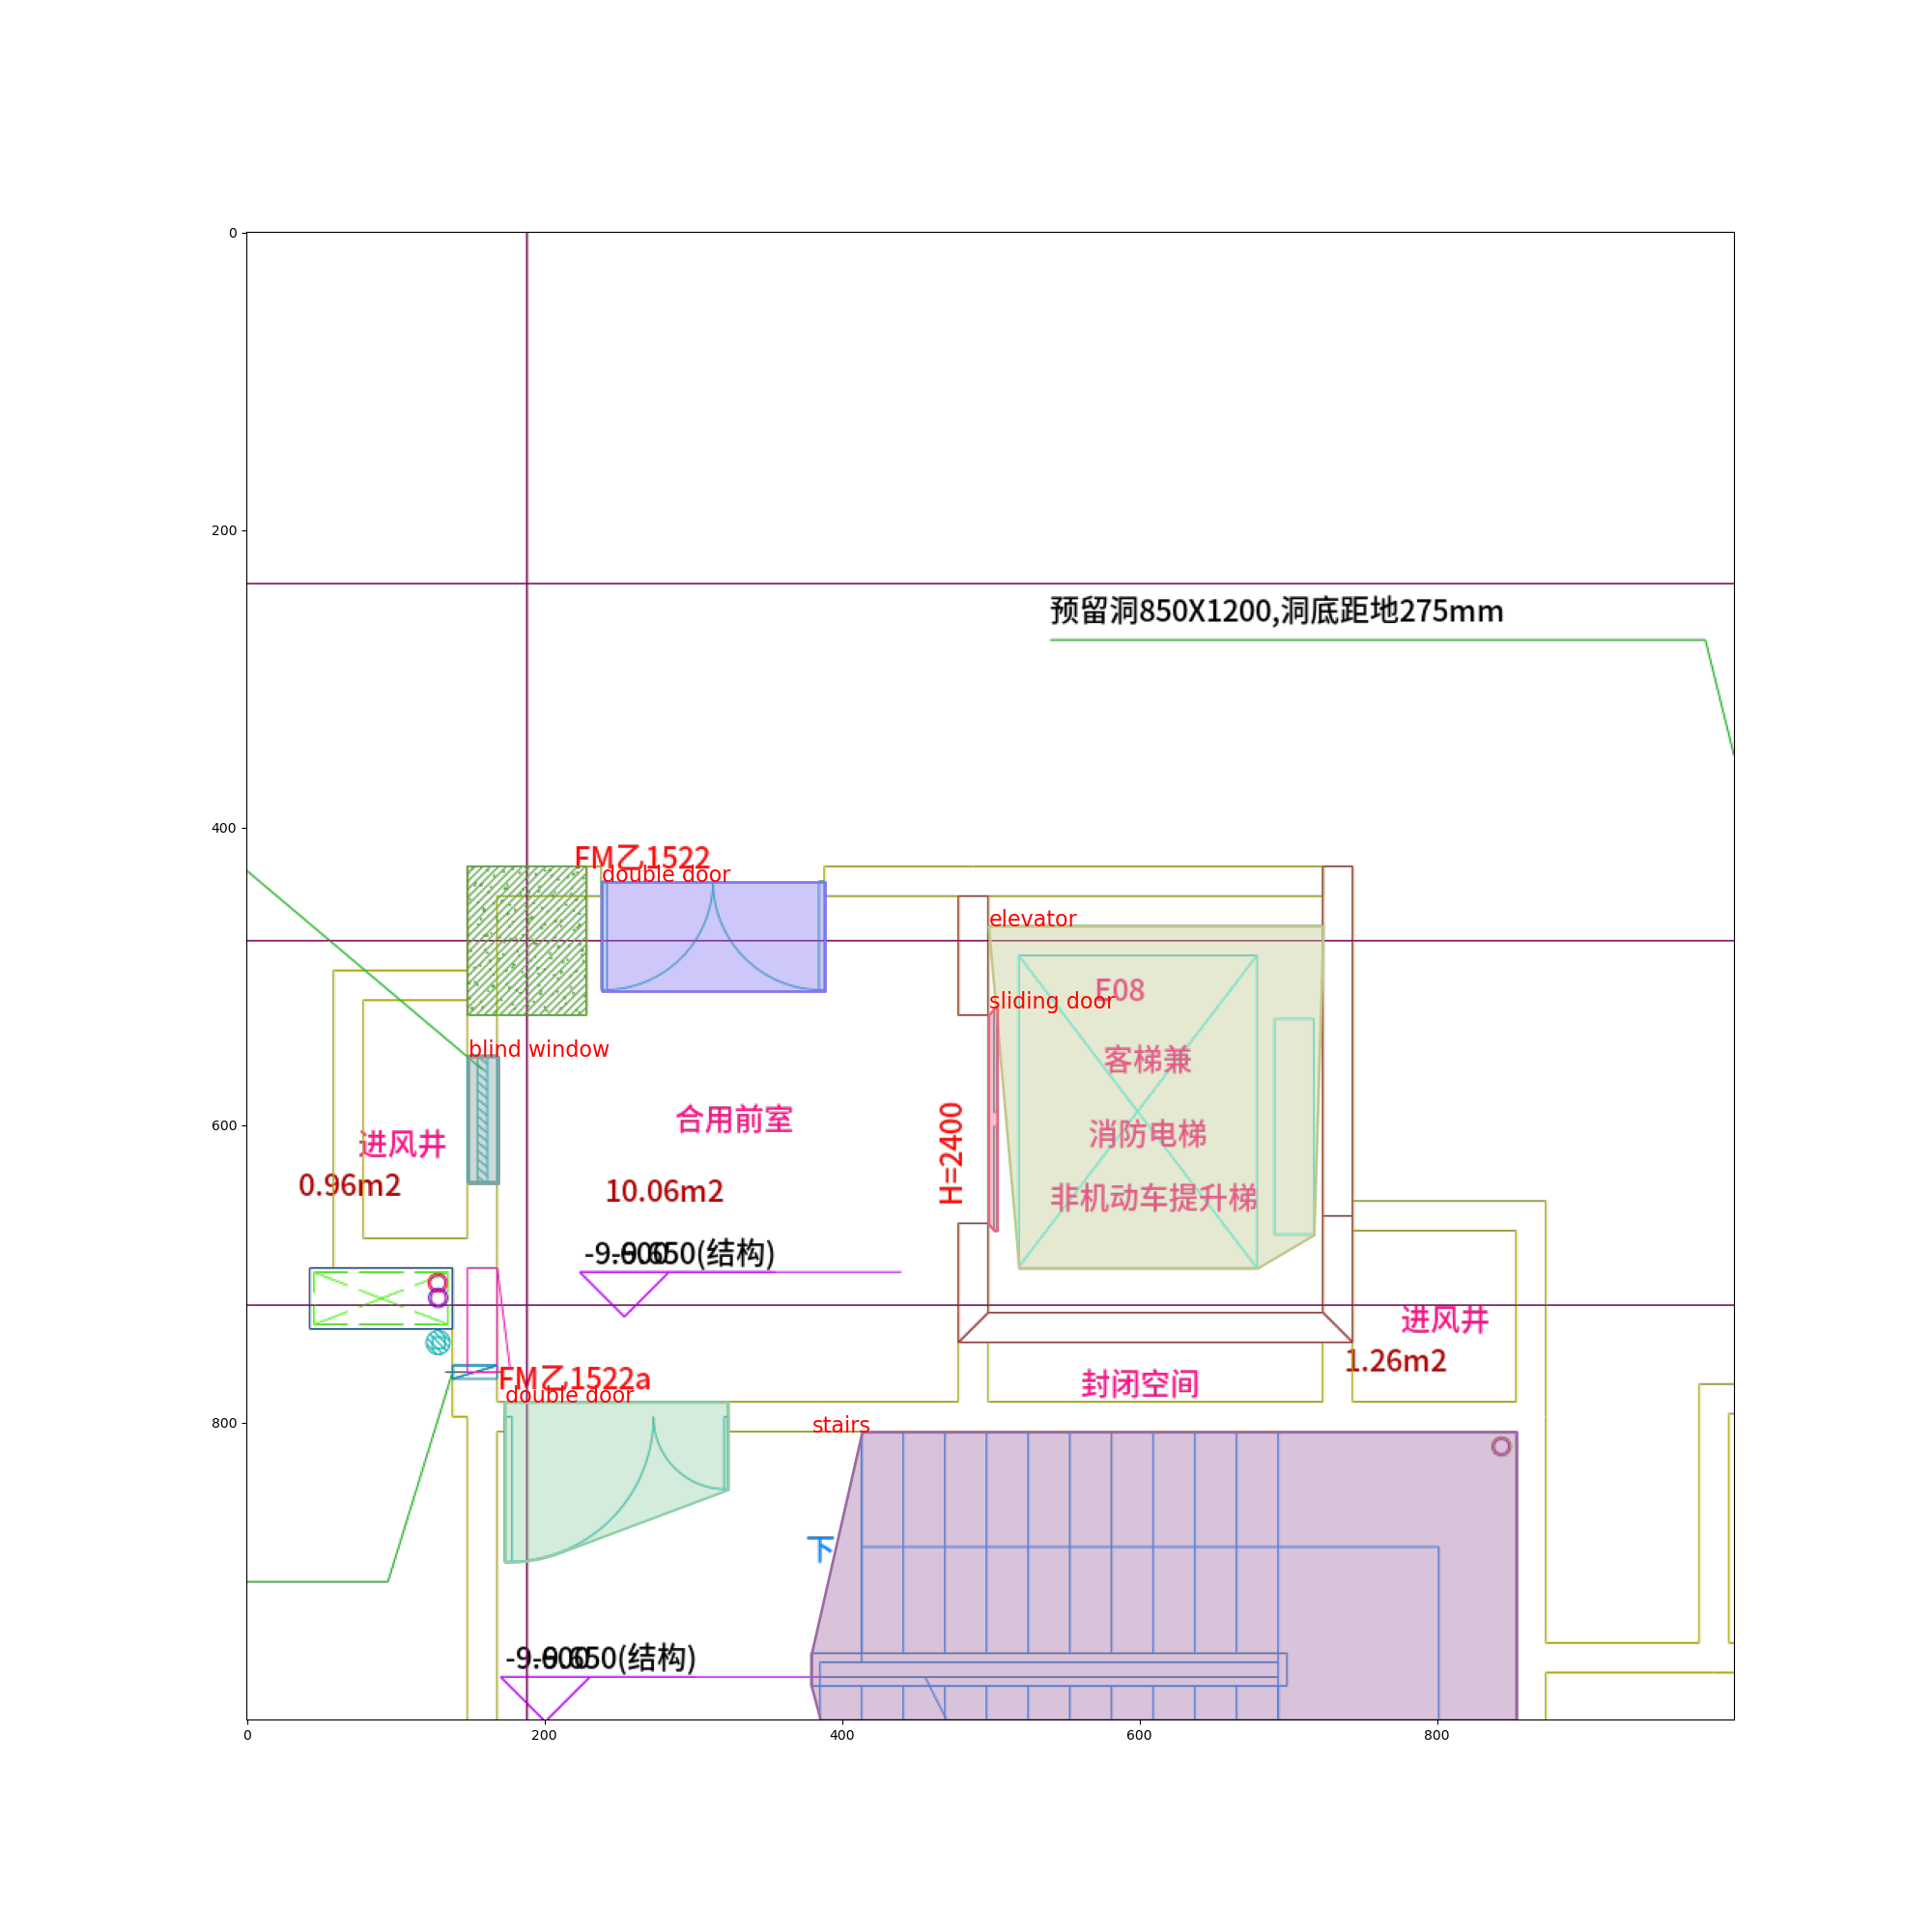 0
200
预留洞850X1200,洞底距地275mm
400
FM乙1522
double door
elevator
E08
sliding door
blind window
客梯兼
合用前室
消防电梯
600
进风井
H=2400
0.96m2
10.06m2
非机动车提升梯
-9.600
-9.650(结构)
进风井
1.26m2
FM乙1522a
double door
封闭空间
800
stairs
下
-9.600
-9.650(结构)
0
200
400
600
800